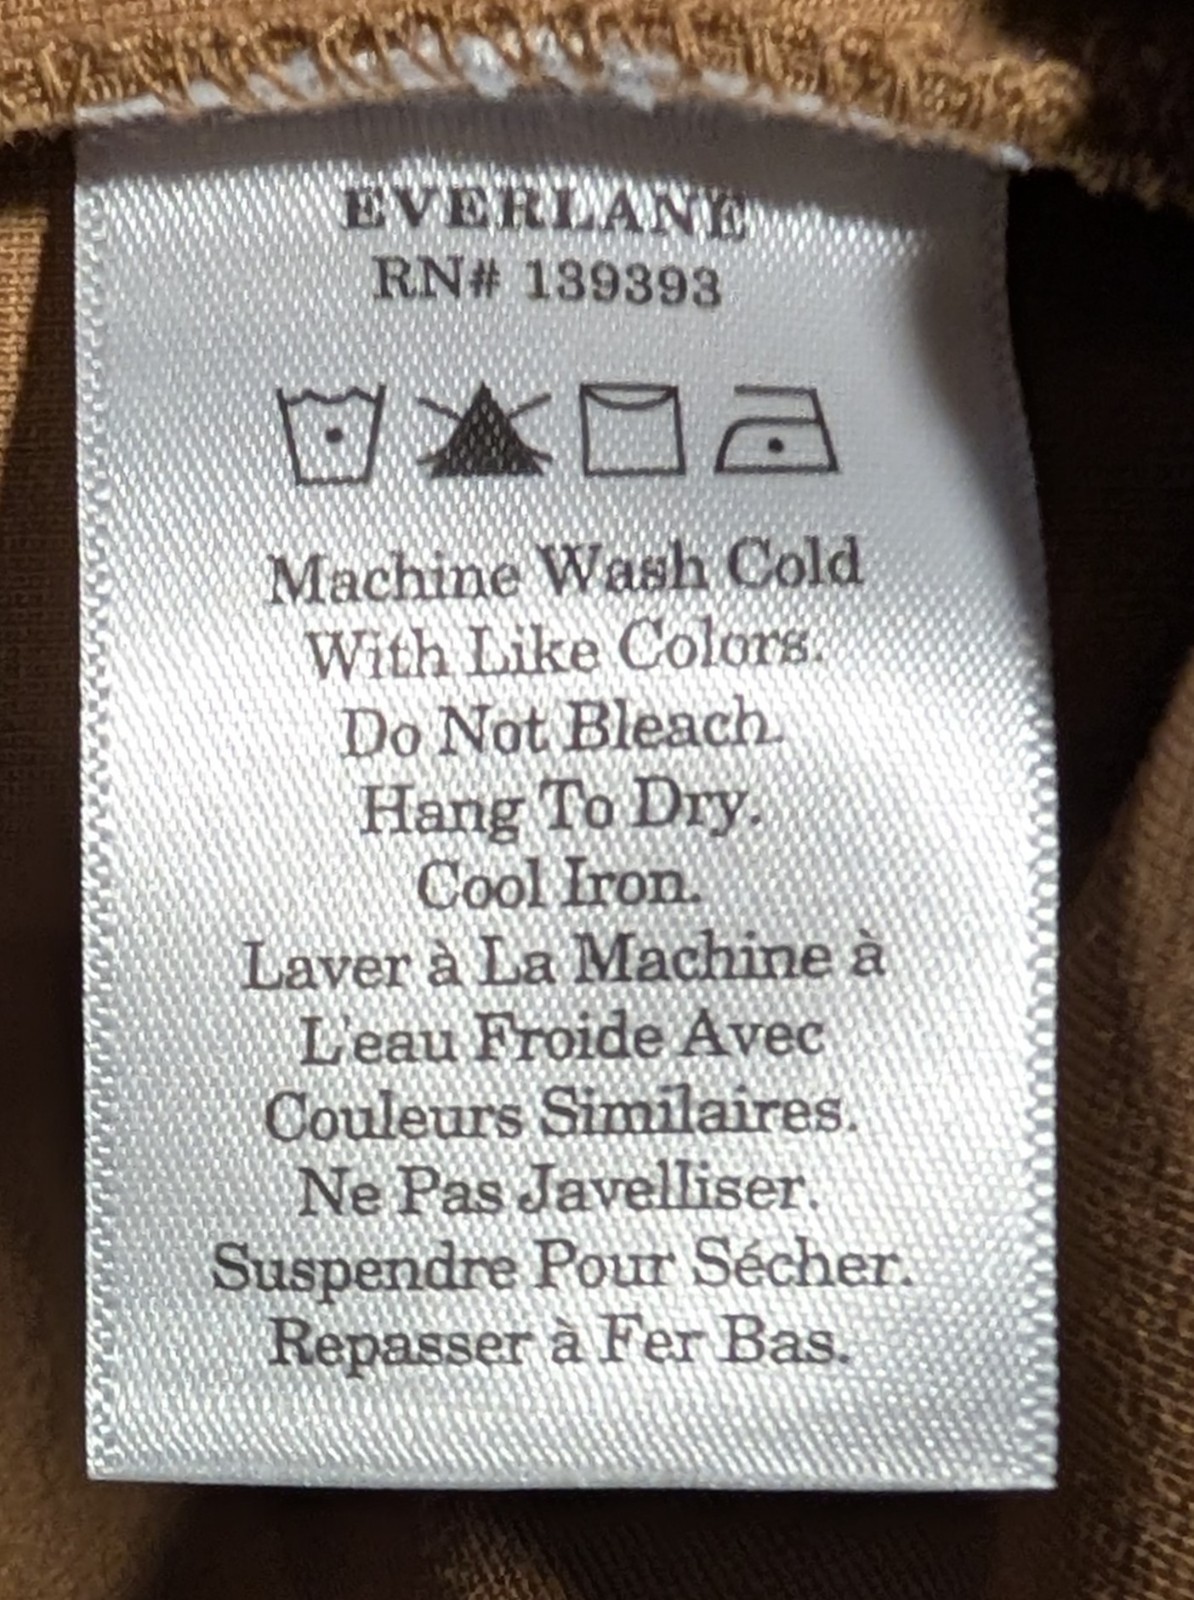 EVERLANE
RN# 139393
Machine Wash Cold
With Like Colors.
Do Not Bleach.
Hang To Dry.
Cool Iron.
Laver à La Machine à
L'eau Froide Avec
Couleurs Similaires.
Ne Pas Javelliser.
Suspendre Pour Sécher.
Repasser à Fer Bas.